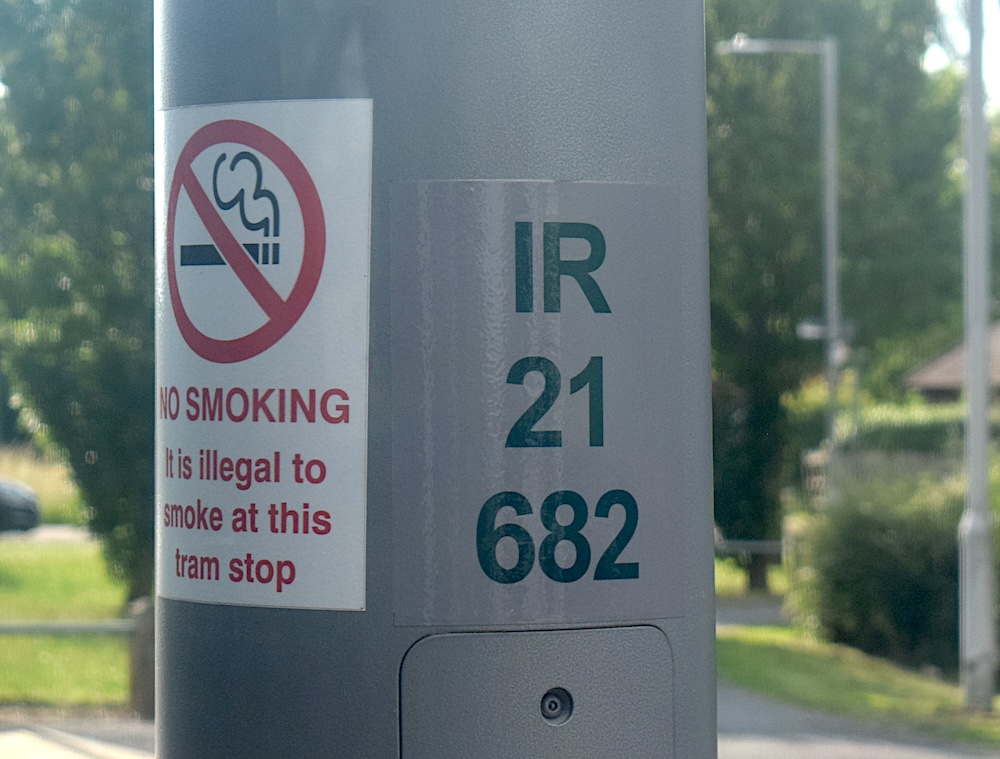 NO SMOKING
It is illegal to
smoke at this
tram stop
IR
21
682